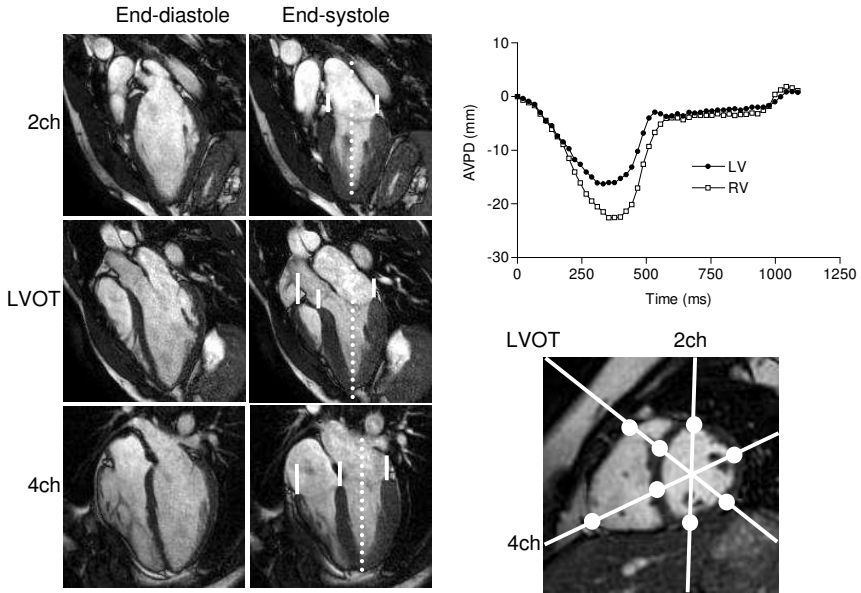 End-diastole
End-systole
2ch
LVOT
4ch
AVPD (mm)
10
0
-10
-20
-30
LV
RV
0
250
500
750
1000
1250
Time (ms)
LVOT
2ch
4ch